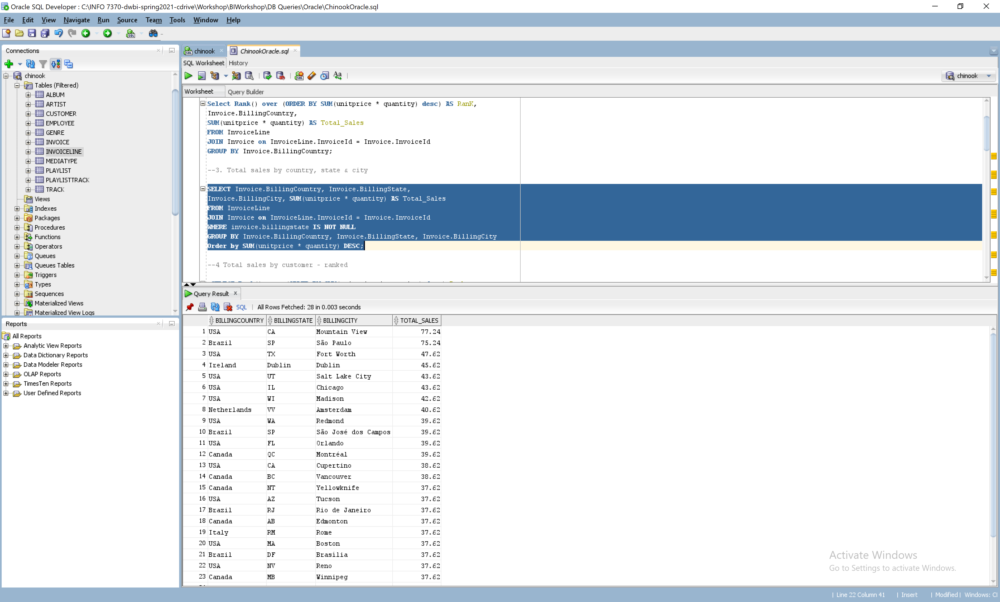 Oracle SQL Developer : C:\INFO 7370-dwbi-spring2021-cdrive\Workshop\BIWorkshop\DB Queries\Oracle\ChinookOracle.sql
File Edit View Navigate Run Source Team Tools Window Help
Connections
chinook
Tables (Filtered)
ALBUM
ARTIST
CUSTOMER
EMPLOYEE
GENRE
INVOICE
INVOICELINE
MEDIATYPE
PLAYLIST
PLAYLISTTRACK
TRACK
Views
Indexes
Packages
Procedures
Functions
Operators
Queues
Queues Tables
Triggers
Types
Sequences
Materialized Views
Materialized View Logs
Reports
All Reports
Analytic View Reports
Data Dictionary Reports
Data Modeler Reports
OLAP Reports
TimesTen Reports
User Defined Reports
chinook ChinookOracle.sql
SQL Worksheet History
chinook
Worksheet Query Builder
Select Rank() over (ORDER BY SUM(unitprice * quantity) desc) AS RanK,
Invoice.BillingCountry,
SUM(unitprice * quantity) AS Total_Sales
FROM InvoiceLine
JOIN Invoice on InvoiceLine.InvoiceId = Invoice.InvoiceId
GROUP BY Invoice.BillingCountry;
--3. Total sales by country, state & city
SELECT Invoice.BillingCountry, Invoice.BillingState,
Invoice.BillingCity, SUM(unitprice * quantity) AS Total_Sales
FROM InvoiceLine
JOIN Invoice on InvoiceLine.InvoiceId = Invoice.InvoiceId
WHERE invoice.billingstate IS NOT NULL
GROUP BY Invoice.BillingCountry, Invoice.BillingState, Invoice.BillingCity
Order by SUM(unitprice * quantity) DESC;
--4 Total sales by customer - ranked
Query Result
SQL All Rows Fetched: 28 in 0.003 seconds
BILLINGCOUNTRY BILLINGSTATE BILLINGCITY TOTAL_SALES
1 USA CA Mountain View 77.24
2 Brazil SP São Paulo 75.24
3 USA TX Fort Worth 47.62
4 Ireland Dublin Dublin 45.62
5 USA UT Salt Lake City 43.62
6 USA IL Chicago 43.62
7 USA WI Madison 42.62
8 Netherlands VV Amsterdam 40.62
9 USA WA Redmond 39.62
10 Brazil SP São José dos Campos 39.62
11 USA FL Orlando 39.62
12 Canada QC Montréal 39.62
13 USA CA Cupertino 38.62
14 Canada BC Vancouver 38.62
15 Canada NT Yellowknife 37.62
16 USA AZ Tucson 37.62
17 Brazil RJ Rio de Janeiro 37.62
18 Canada AB Edmonton 37.62
19 Italy RM Rome 37.62
20 USA MA Boston 37.62
21 Brazil DF Brasília 37.62
22 USA NV Reno 37.62
23 Canada MB Winnipeg 37.62
Activate Windows
Go to Settings to activate Windows.
Line 22 Column 41 | Insert | Modified | Windows: Cl